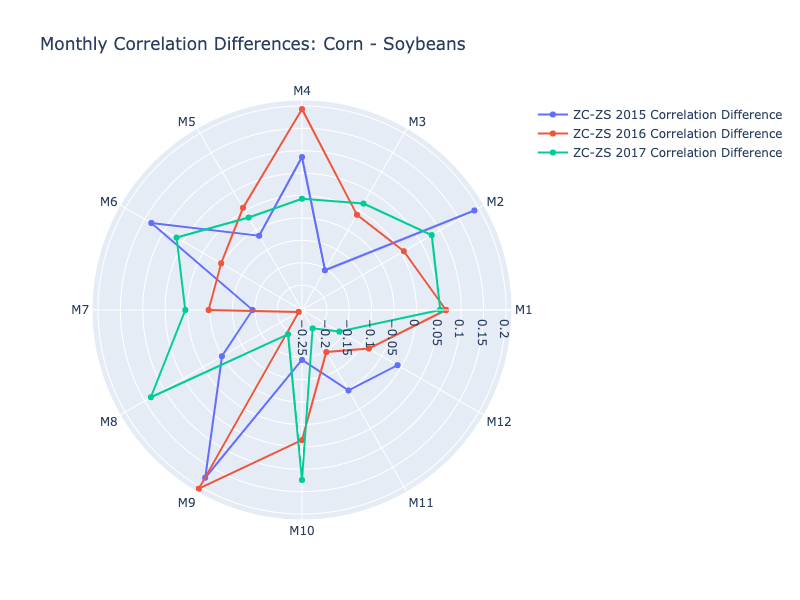 Monthly Correlation Differences: Corn - Soybeans
M4
M5
M3
ZC-ZS 2015 Correlation Difference
ZC-ZS 2016 Correlation Difference
ZC-ZS 2017 Correlation Difference
M6
M2
M7
M1
−0.25
−0.2
−0.15
−0.1
−0.05
0
0.05
0.1
0.15
0.2
M8
M12
M9
M11
M10